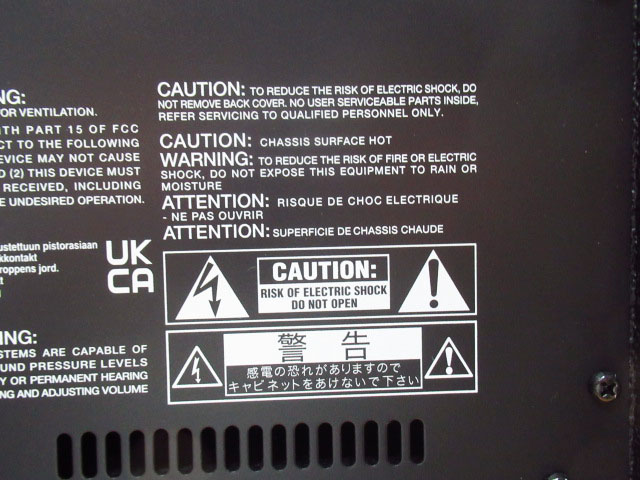 NG:
OR VENTILATION.
ITH PART 15 OF FCC
CT TO THE FOLLOWING
EVICE MAY NOT CAUSE
D (2) THIS DEVICE MUST
RECEIVED, INCLUDING
E UNDESIRED OPERATION.
ustettuun pistorasiaan
kkontakt
roppens jord.
t
UK
CA
NING:
STEMS ARE CAPABLE OF
UND PRESSURE LEVELS
Y OR PERMANENT HEARING
NG AND ADJUSTING VOLUME
CAUTION: TO REDUCE THE RISK OF ELECTRIC SHOCK, DO
NOT REMOVE BACK COVER. NO USER SERVICEABLE PARTS INSIDE,
REFER SERVICING TO QUALIFIED PERSONNEL ONLY.
CAUTION: CHASSIS SURFACE HOT
WARNING: TO REDUCE THE RISK OF FIRE OR ELECTRIC
SHOCK, DO NOT EXPOSE THIS EQUIPMENT TO RAIN OR
MOISTURE
ATTENTION: RISQUE DE CHOC ELECTRIQUE
- NE PAS OUVRIR
ATTENTION: SUPERFICIE DE CHASSIS CHAUDE
CAUTION:
RISK OF ELECTRIC SHOCK
DO NOT OPEN
警告
感電の恐れがありますので
キャビネットをあけないで下さい